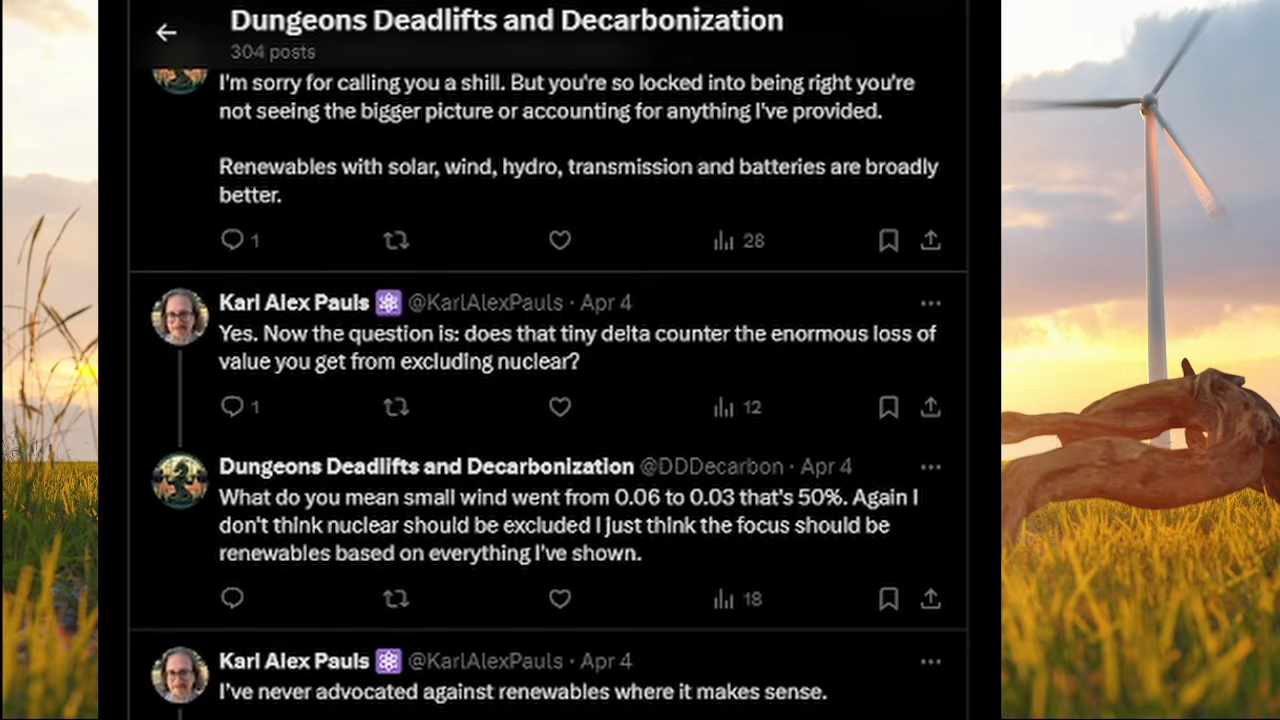 Dungeons Deadlifts and Decarbonization
304 posts
I'm sorry for calling you a shill. But you're so locked into being right you're
not seeing the bigger picture or accounting for anything I've provided.
Renewables with solar, wind, hydro, transmission and batteries are broadly
better.
1 28
Karl Alex Pauls @KarlAlexPauls · Apr 4
Yes. Now the question is: does that tiny delta counter the enormous loss of
value you get from excluding nuclear?
1 12
Dungeons Deadlifts and Decarbonization @DDDecarbon · Apr 4
What do you mean small wind went from 0.06 to 0.03 that's 50%. Again I
don't think nuclear should be excluded I just think the focus should be
renewables based on everything I've shown.
18
Karl Alex Pauls @KarlAlexPauls · Apr 4
I've never advocated against renewables where it makes sense.